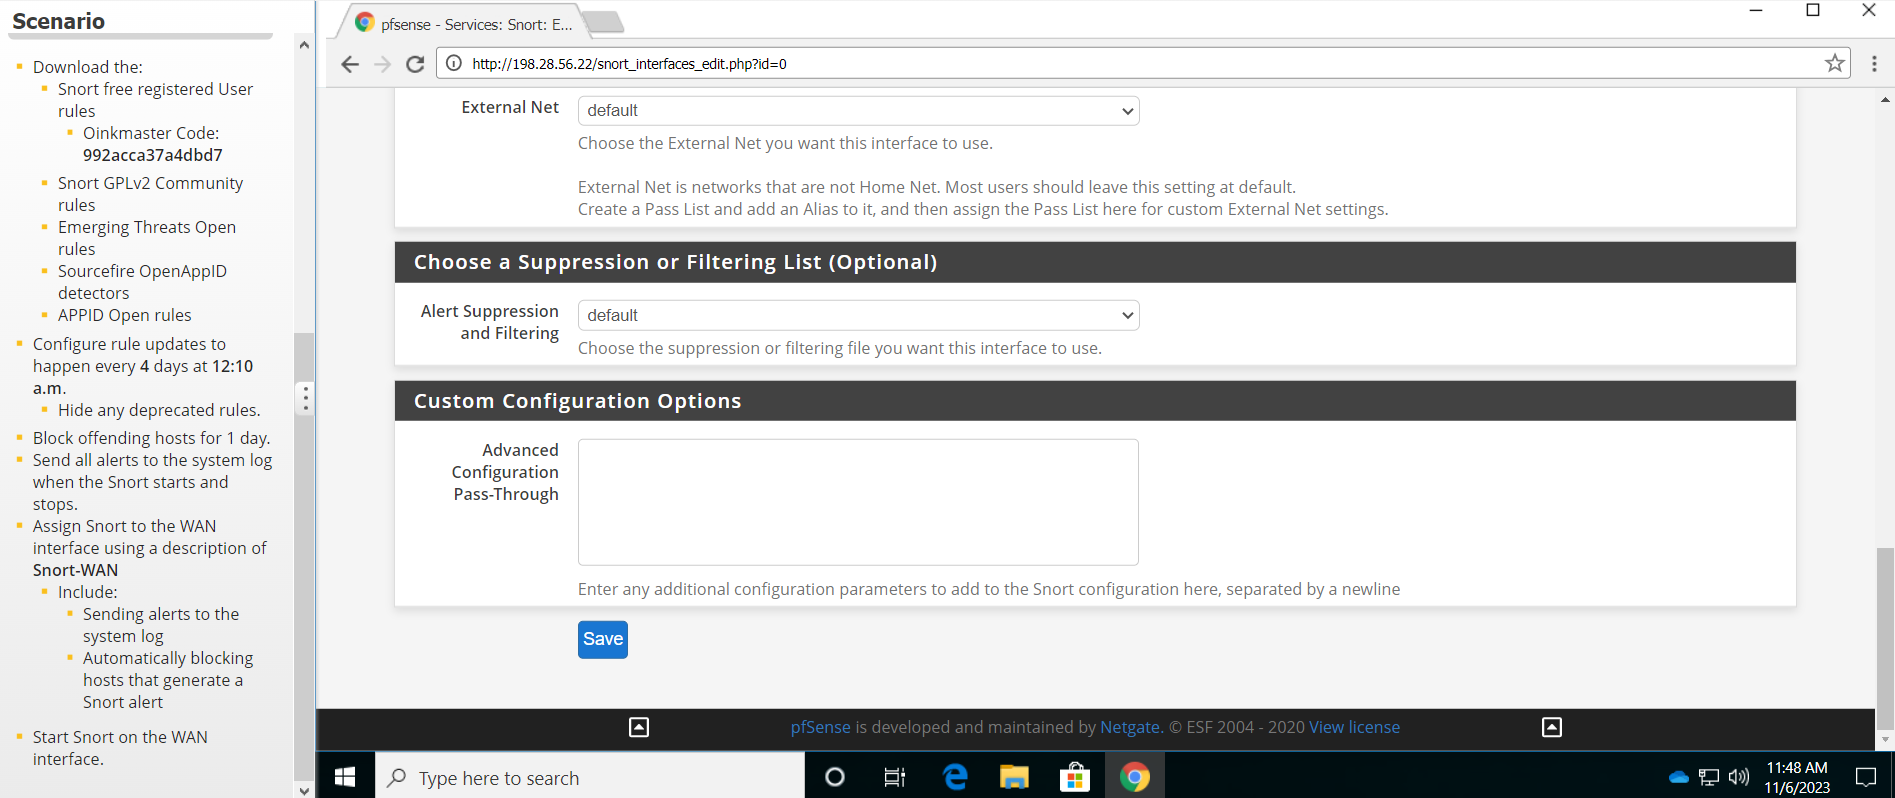 Scenario
Download the:
Snort free registered User
rules
Oinkmaster Code:
992acca37a4dbd7
Snort GPLv2 Community
rules
Emerging Threats Open
rules
Sourcefire OpenAppID
detectors
APPID Open rules
Configure rule updates to
happen every 4 days at 12:10
a.m.
Hide any deprecated rules.
Block offending hosts for 1 day.
Send all alerts to the system log
when the Snort starts and
stops.
Assign Snort to the WAN
interface using a description of
Snort-WAN
Include:
Sending alerts to the
system log
Automatically blocking
hosts that generate a
Snort alert
Start Snort on the WAN
interface.
pfsense - Services: Snort: E...
http://198.28.56.22/snort_interfaces_edit.php?id=0
External Net
default
Choose the External Net you want this interface to use.
External Net is networks that are not Home Net. Most users should leave this setting at default.
Create a Pass List and add an Alias to it, and then assign the Pass List here for custom External Net settings.
Choose a Suppression or Filtering List (Optional)
Alert Suppression
and Filtering
default
Choose the suppression or filtering file you want this interface to use.
Custom Configuration Options
Advanced
Configuration
Pass-Through
Enter any additional configuration parameters to add to the Snort configuration here, separated by a newline
Save
pfSense is developed and maintained by Netgate. © ESF 2004 - 2020 View license
Type here to search
11:48 AM
11/6/2023